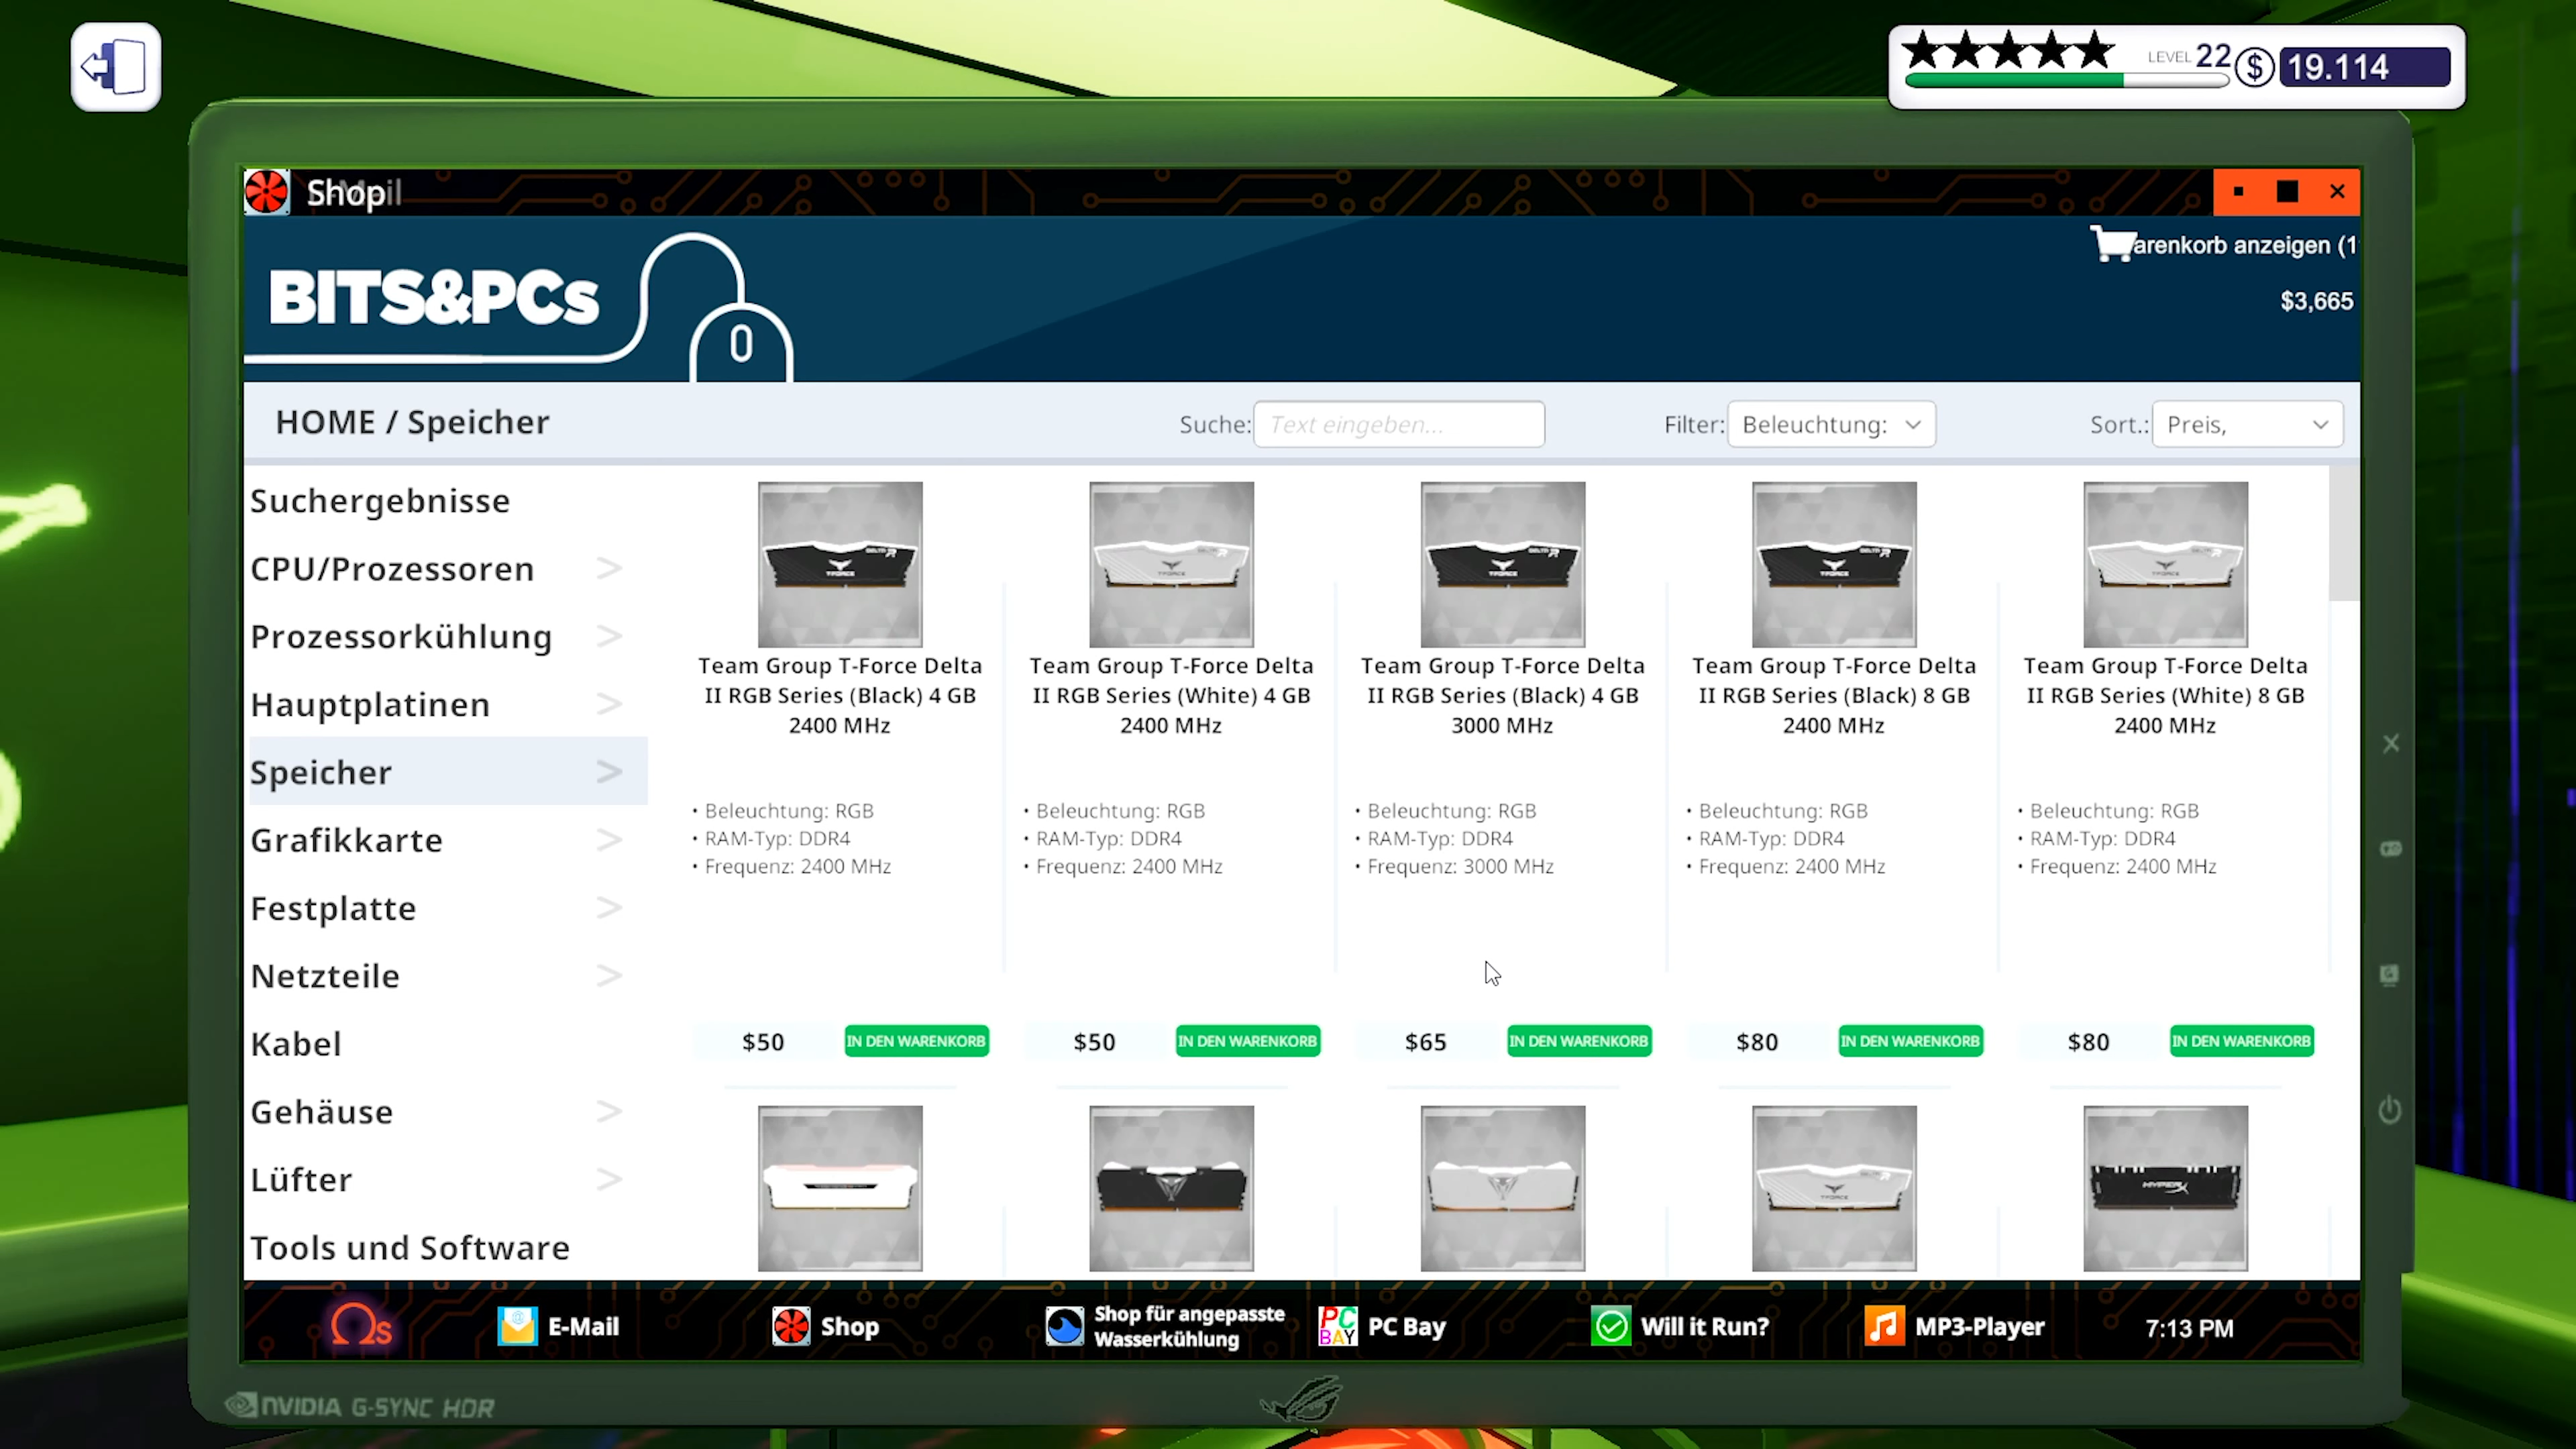 LEVEL 22 $ 19.114
Shop
arenkorb anzeigen (1
BITS&PCs
$3,665
HOME / Speicher
Suche: Text eingeben...
Filter: Beleuchtung:
Sort.: Preis,
Suchergebnisse
CPU/Prozessoren >
Prozessorkühlung >
Hauptplatinen >
Speicher >
Grafikkarte >
Festplatte >
Netzteile >
Kabel
Gehäuse >
Lüfter >
Tools und Software
Team Group T-Force Delta
II RGB Series (Black) 4 GB
2400 MHz
• Beleuchtung: RGB
• RAM-Typ: DDR4
• Frequenz: 2400 MHz
$50 IN DEN WARENKORB
Team Group T-Force Delta
II RGB Series (White) 4 GB
2400 MHz
• Beleuchtung: RGB
• RAM-Typ: DDR4
• Frequenz: 2400 MHz
$50 IN DEN WARENKORB
Team Group T-Force Delta
II RGB Series (Black) 4 GB
3000 MHz
• Beleuchtung: RGB
• RAM-Typ: DDR4
• Frequenz: 3000 MHz
$65 IN DEN WARENKORB
Team Group T-Force Delta
II RGB Series (Black) 8 GB
2400 MHz
• Beleuchtung: RGB
• RAM-Typ: DDR4
• Frequenz: 2400 MHz
$80 IN DEN WARENKORB
Team Group T-Force Delta
II RGB Series (White) 8 GB
2400 MHz
• Beleuchtung: RGB
• RAM-Typ: DDR4
• Frequenz: 2400 MHz
$80 IN DEN WARENKORB
HYPERX
Ωs
E-Mail
Shop
Shop für angepasste
Wasserkühlung
PC BAY
PC Bay
Will it Run?
MP3-Player
7:13 PM
NVIDIA G-SYNC HDR